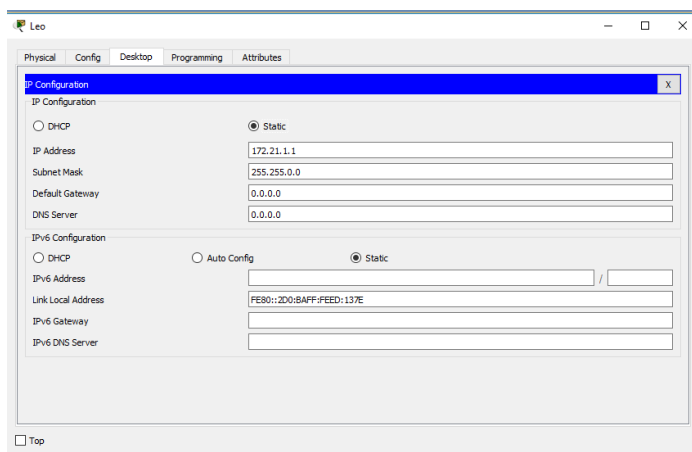 Leo
Physical Config Desktop Programming Attributes
IP Configuration X
IP Configuration
DHCP Static
IP Address 172.21.1.1
Subnet Mask 255.255.0.0
Default Gateway 0.0.0.0
DNS Server 0.0.0.0
IPv6 Configuration
DHCP Auto Config Static
IPv6 Address /
Link Local Address FE80::2D0:BAFF:FEED:137E
IPv6 Gateway
IPv6 DNS Server
Top